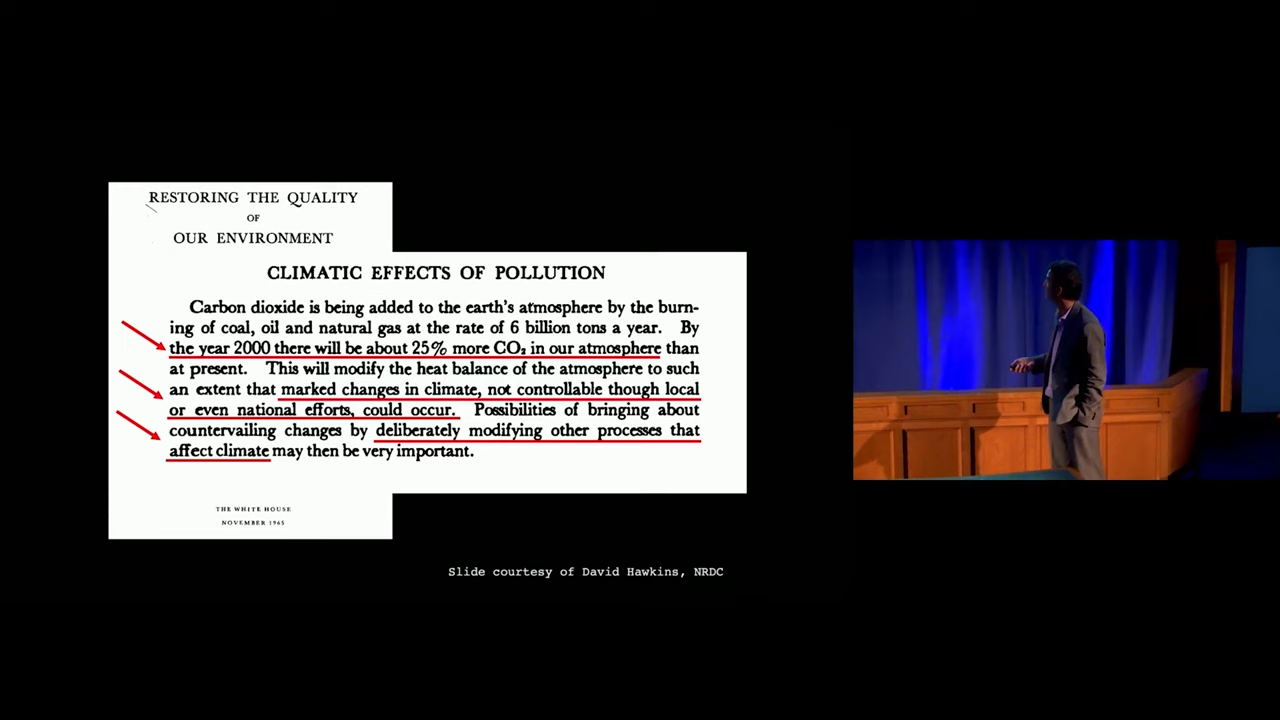 RESTORING THE QUALITY
OF
OUR ENVIRONMENT
CLIMATIC EFFECTS OF POLLUTION
Carbon dioxide is being added to the earth's atmosphere by the burn-
ing of coal, oil and natural gas at the rate of 6 billion tons a year. By
the year 2000 there will be about 25% more CO₂ in our atmosphere than
at present. This will modify the heat balance of the atmosphere to such
an extent that marked changes in climate, not controllable though local
or even national efforts, could occur. Possibilities of bringing about
countervailing changes by deliberately modifying other processes that
affect climate may then be very important.
THE WHITE HOUSE
NOVEMBER 1965
Slide courtesy of David Hawkins, NRDC